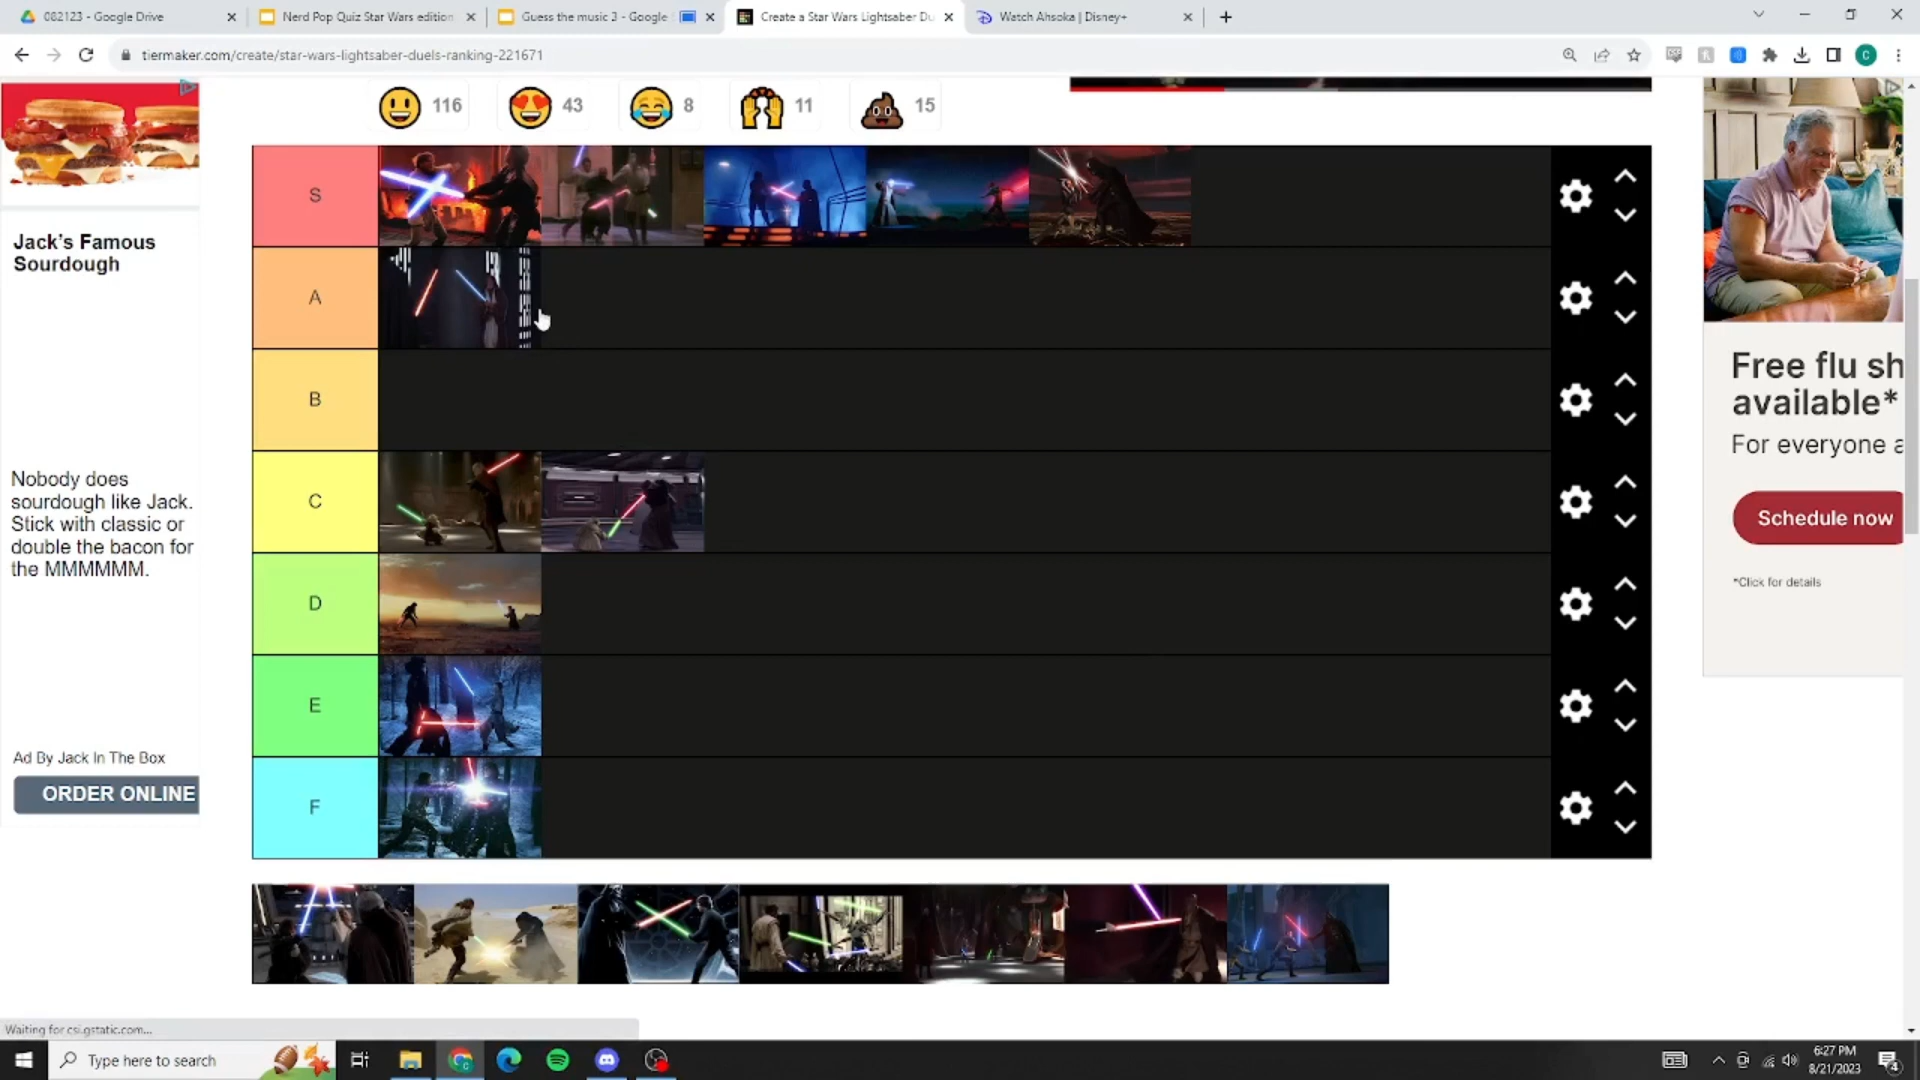 082123 - Google Drive
Nerd Pop Quiz Star Wars edition
Guess the music 3 - Google
Create a Star Wars Lightsaber Du
Watch Ahsoka | Disney+
tiermaker.com/create/star-wars-lightsaber-duels-ranking-221671
C
116
43
8
11
15
S
A
B
C
D
E
F
Jack's Famous
Sourdough
Nobody does
sourdough like Jack.
Stick with classic or
double the bacon for
the MMMMMM.
Ad By Jack In The Box
ORDER ONLINE
Free flu sh
available*
For everyone a
Schedule now
*Click for details
Waiting for csi.gstatic.com...
Type here to search
6:27 PM
8/21/2023
4